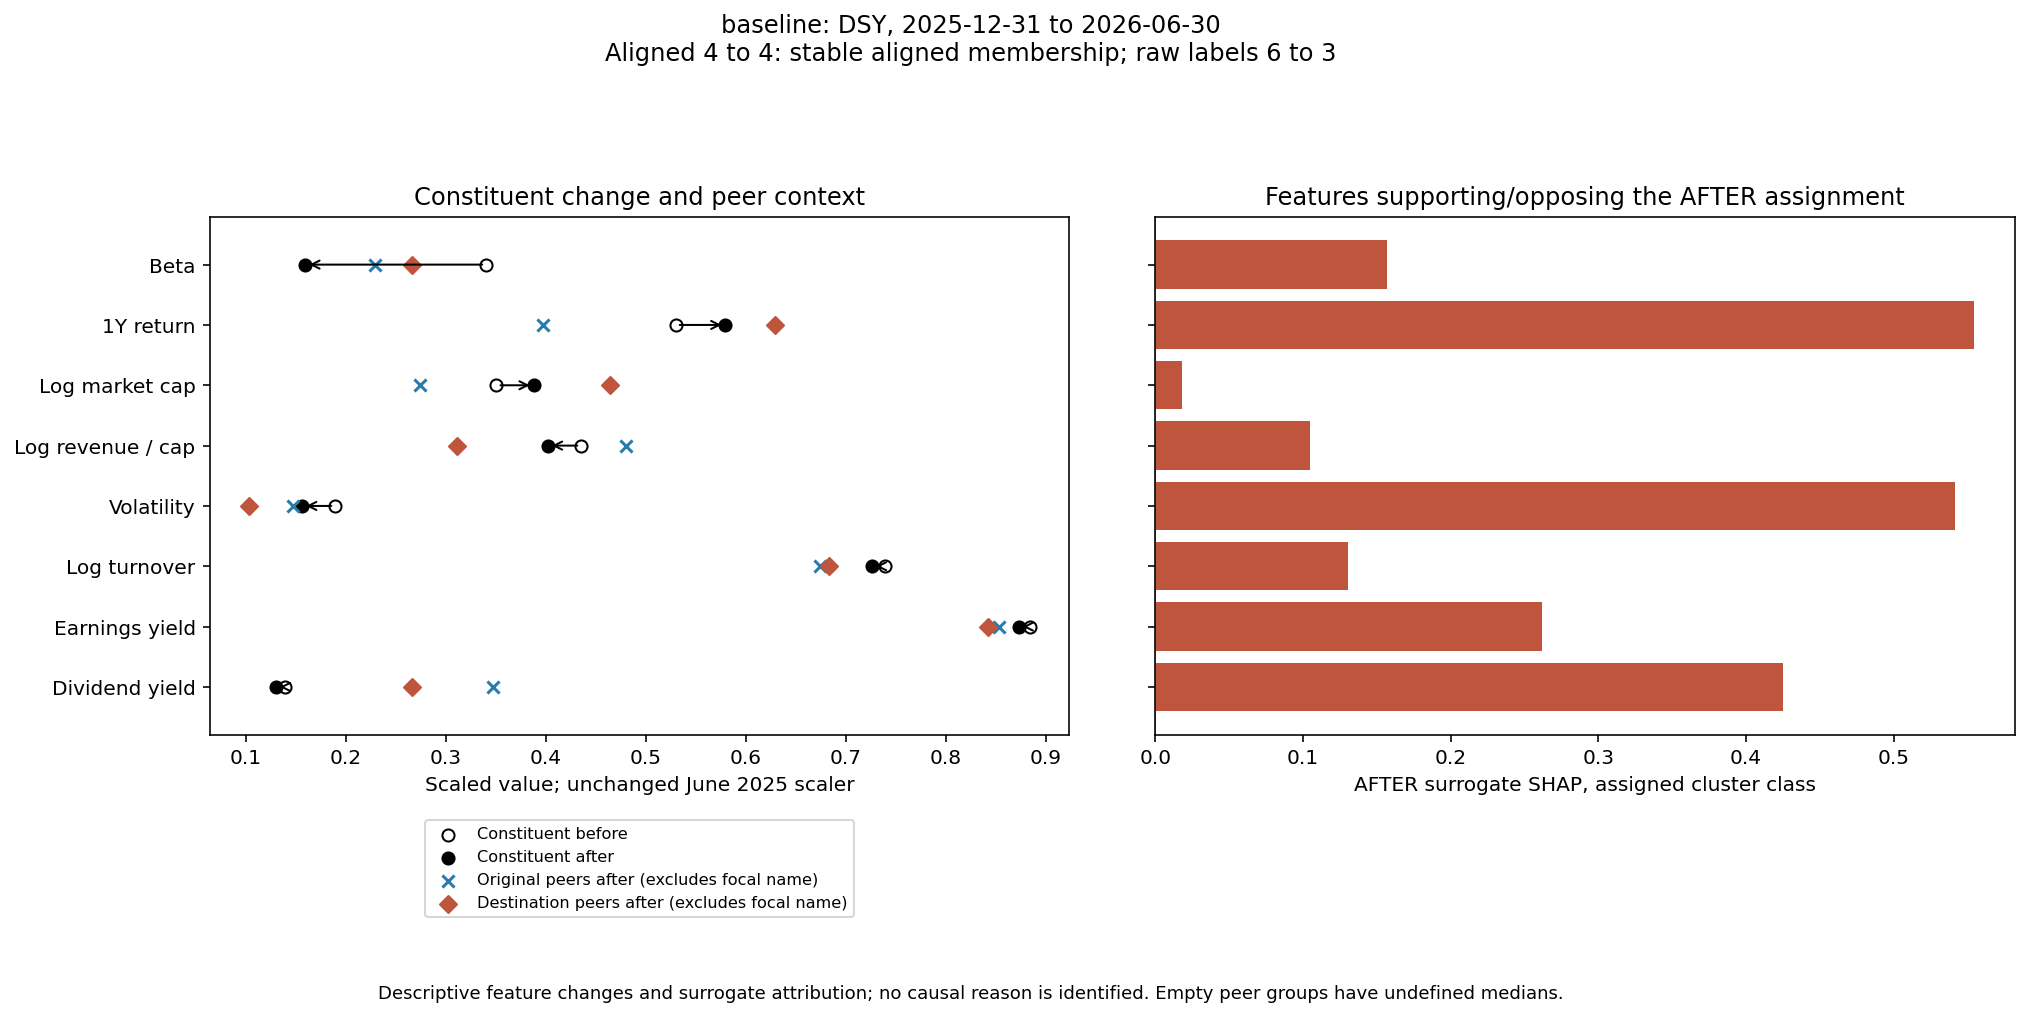 baseline: DSY, 2025-12-31 to 2026-06-30
Aligned 4 to 4: stable aligned membership; raw labels 6 to 3
Constituent change and peer context
Beta
1Y return
Log market cap
Log revenue / cap
Volatility
Log turnover
Earnings yield
Dividend yield
0.1 0.2 0.3 0.4 0.5 0.6 0.7 0.8 0.9
Scaled value; unchanged June 2025 scaler
Constituent before
Constituent after
Original peers after (excludes focal name)
Destination peers after (excludes focal name)
Features supporting/opposing the AFTER assignment
0.0 0.1 0.2 0.3 0.4 0.5
AFTER surrogate SHAP, assigned cluster class
Descriptive feature changes and surrogate attribution; no causal reason is identified. Empty peer groups have undefined medians.